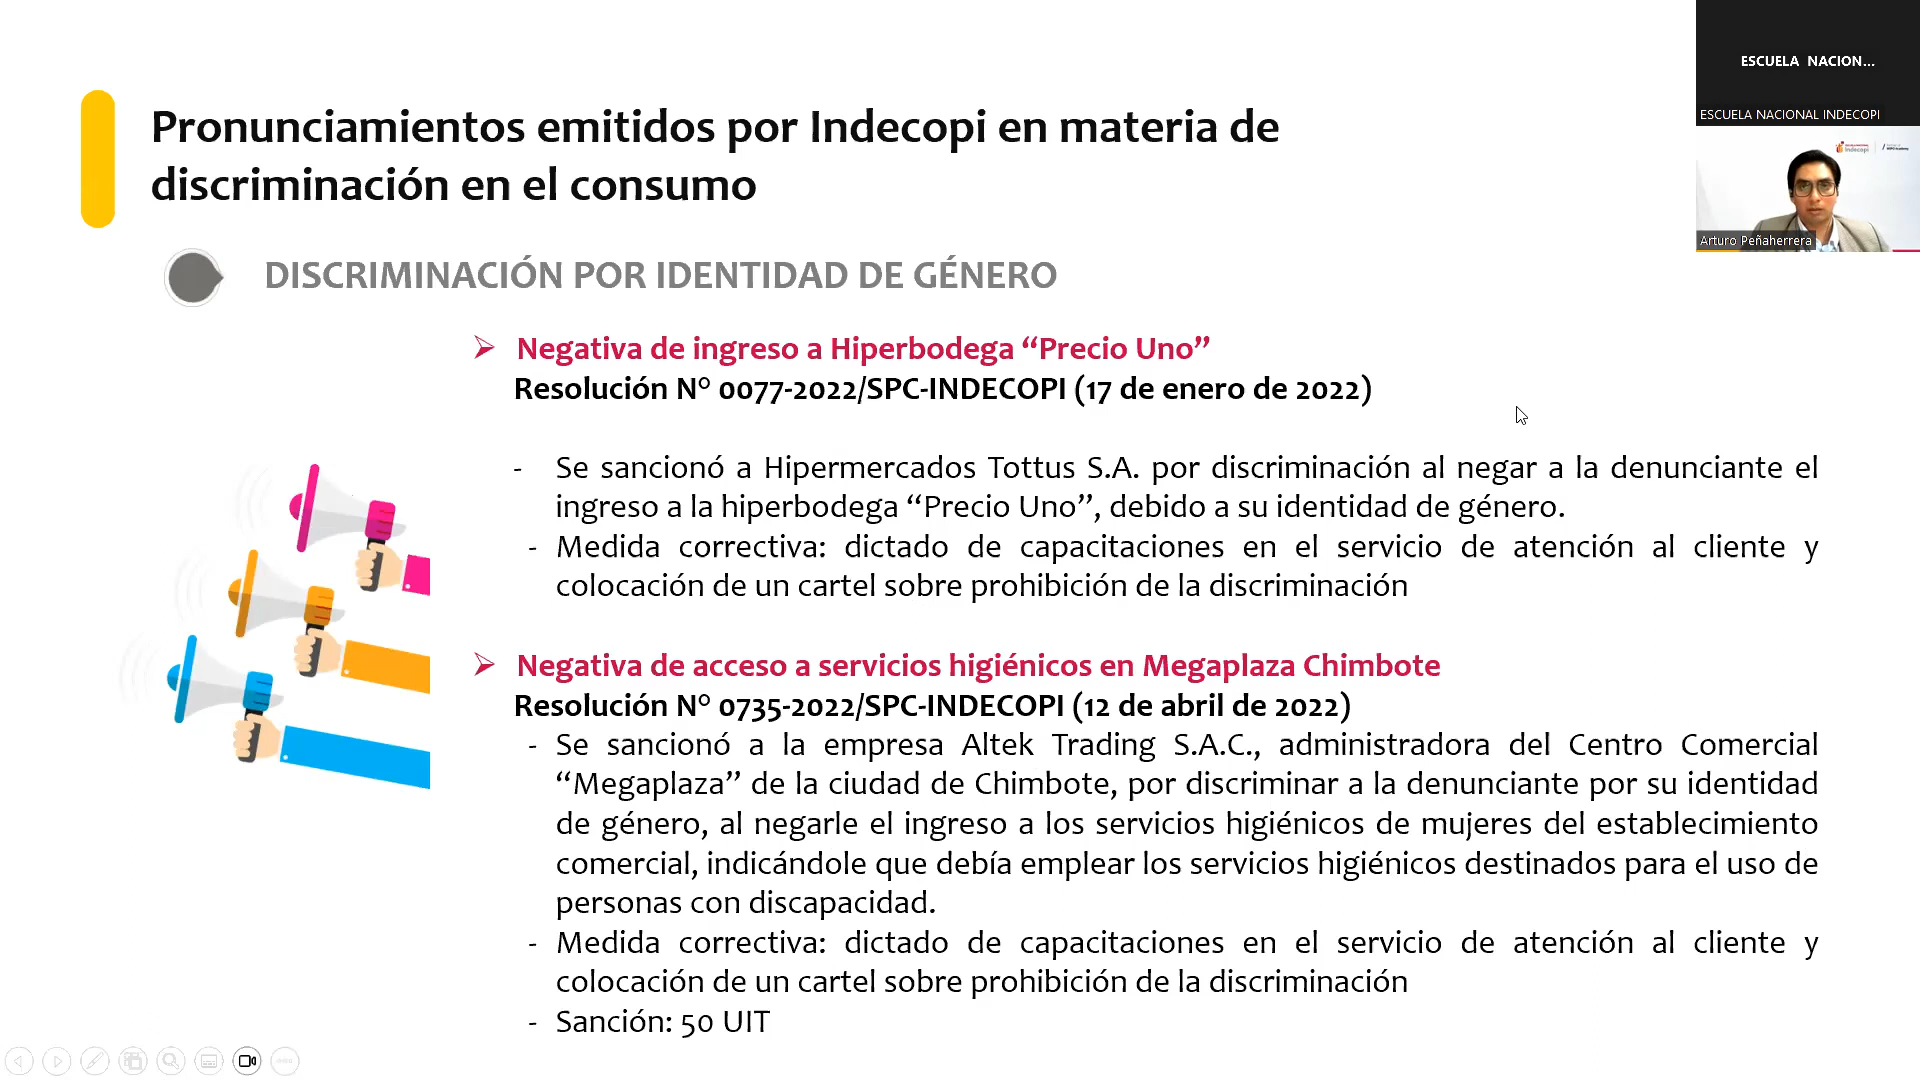 Pronunciamientos emitidos por Indecopi en materia de
discriminación en el consumo
DISCRIMINACIÓN POR IDENTIDAD DE GÉNERO
➢ Negativa de ingreso a Hiperbodega “Precio Uno”
Resolución Nº 0077-2022/SPC-INDECOPI (17 de enero de 2022)
- Se sancionó a Hipermercados Tottus S.A. por discriminación al negar a la denunciante el
ingreso a la hiperbodega “Precio Uno”, debido a su identidad de género.
- Medida correctiva: dictado de capacitaciones en el servicio de atención al cliente y
colocación de un cartel sobre prohibición de la discriminación
➢ Negativa de acceso a servicios higiénicos en Megaplaza Chimbote
Resolución Nº 0735-2022/SPC-INDECOPI (12 de abril de 2022)
- Se sancionó a la empresa Altek Trading S.A.C., administradora del Centro Comercial
“Megaplaza” de la ciudad de Chimbote, por discriminar a la denunciante por su identidad
de género, al negarle el ingreso a los servicios higiénicos de mujeres del establecimiento
comercial, indicándole que debía emplear los servicios higiénicos destinados para el uso de
personas con discapacidad.
- Medida correctiva: dictado de capacitaciones en el servicio de atención al cliente y
colocación de un cartel sobre prohibición de la discriminación
- Sanción: 50 UIT
ESCUELA NACION...
ESCUELA NACIONAL INDECOPI
Indecopi
Arturo Peñaherrera